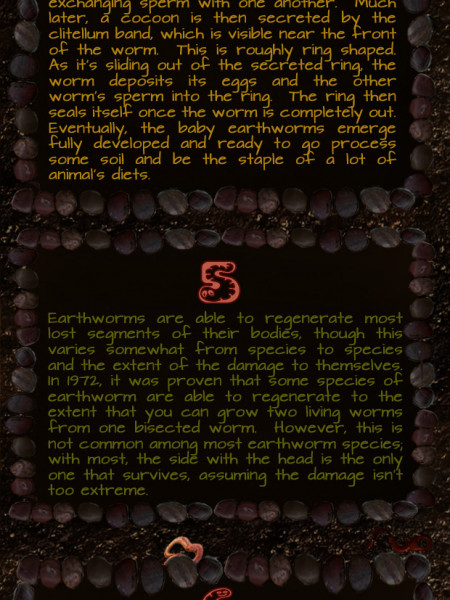 exchanging sperm with one another. Much
later, a cocoon is then secreted by the
clitellum band, which is visible near the front
of the worm. This is roughly ring shaped.
As it's sliding out of the secreted ring, the
worm deposits its eggs and the other
worm's sperm into the ring. The ring then
seals itself once the worm is completely out.
Eventually, the baby earthworms emerge
fully developed and ready to go process
some soil and be the staple of a lot of
animal's diets.
5
Earthworms are able to regenerate most
lost segments of their bodies, though this
varies somewhat from species to species
and the extent of the damage to themselves.
In 1972, it was proven that some species of
earthworm are able to regenerate to the
extent that you can grow two living worms
from one bisected worm. However, this is
not common among most earthworm species;
with most, the side with the head is the only
one that survives, assuming the damage isn't
too extreme.